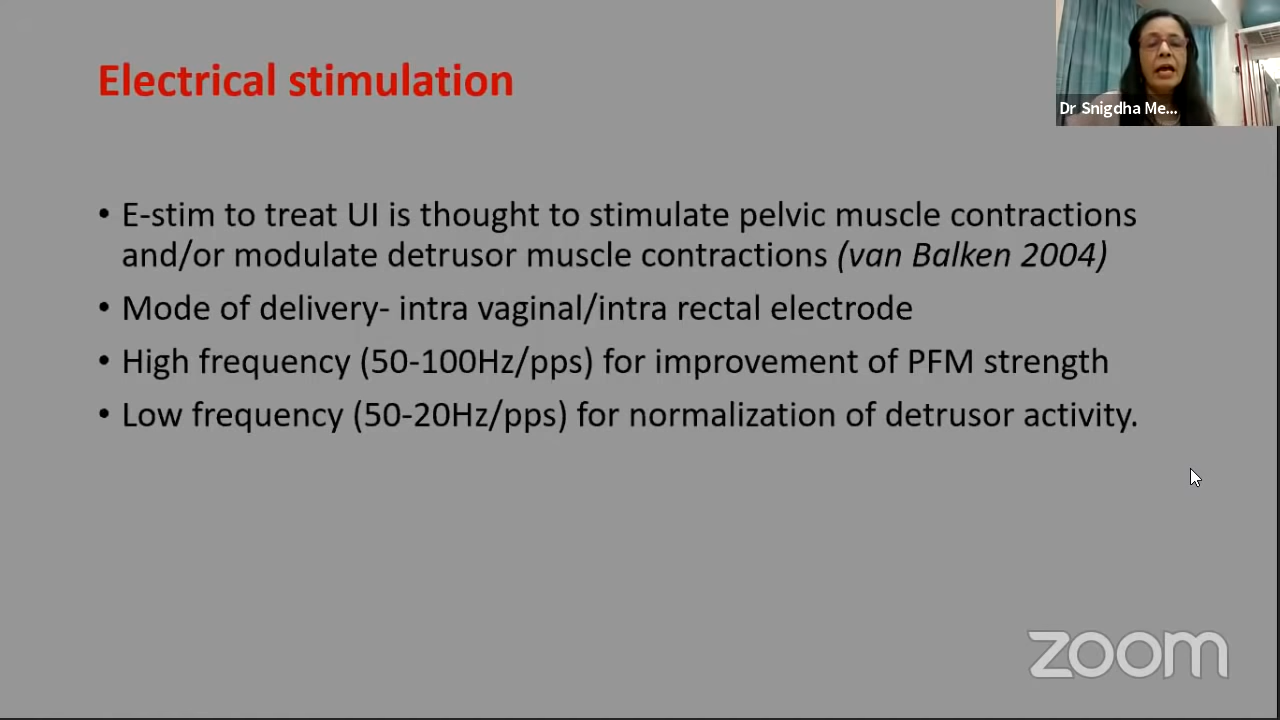 Electrical stimulation
Dr Snigdha Me...
• E-stim to treat UI is thought to stimulate pelvic muscle contractions
and/or modulate detrusor muscle contractions (van Balken 2004)
• Mode of delivery- intra vaginal/intra rectal electrode
• High frequency (50-100Hz/pps) for improvement of PFM strength
• Low frequency (50-20Hz/pps) for normalization of detrusor activity.
zoom